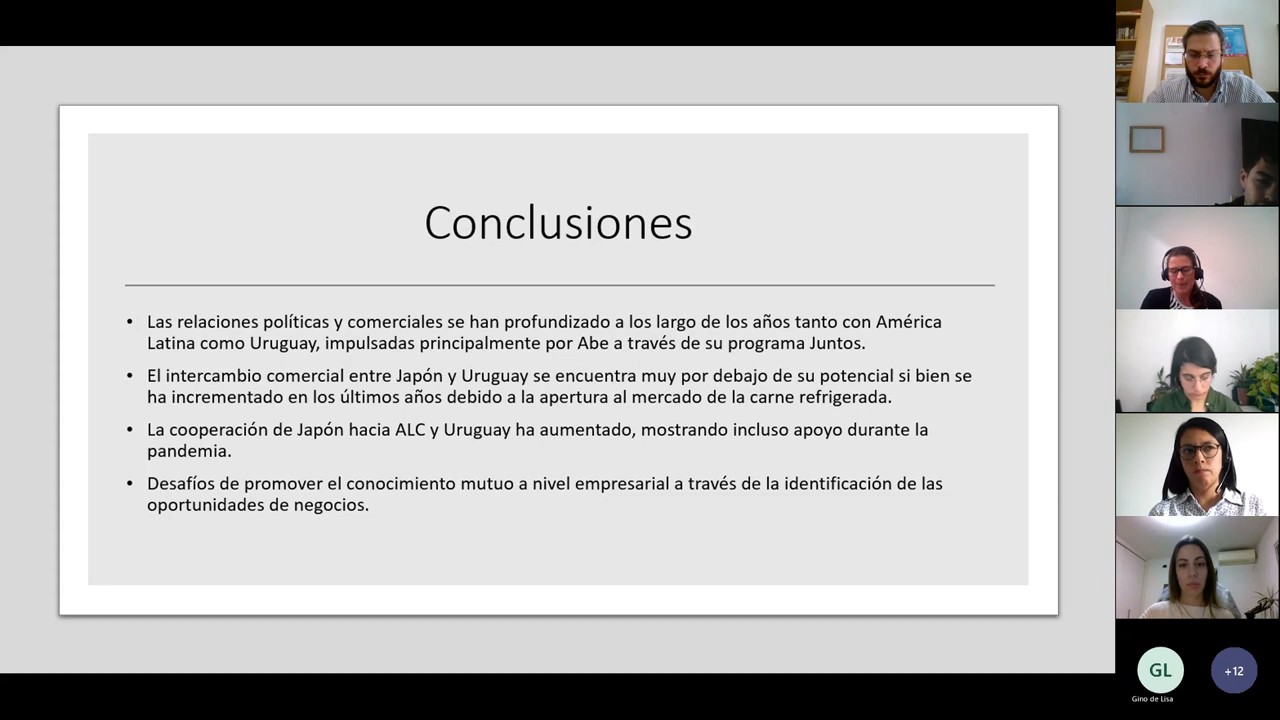 Conclusiones
• Las relaciones políticas y comerciales se han profundizado a los largo de los años tanto con América
Latina como Uruguay, impulsadas principalmente por Abe a través de su programa Juntos.
• El intercambio comercial entre Japón y Uruguay se encuentra muy por debajo de su potencial si bien se
ha incrementado en los últimos años debido a la apertura al mercado de la carne refrigerada.
• La cooperación de Japón hacia ALC y Uruguay ha aumentado, mostrando incluso apoyo durante la
pandemia.
• Desafíos de promover el conocimiento mutuo a nivel empresarial a través de la identificación de las
oportunidades de negocios.
GL
+12
Gino de Lisa